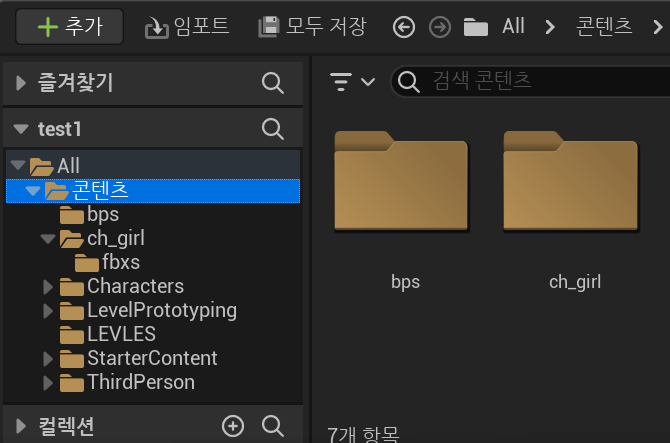 추가 임포트 모두 저장 All 콘텐츠
즐겨찾기
검색 콘텐츠
test1
All
콘텐츠
bps
ch_girl
fbxs
Characters
LevelPrototyping
LEVLES
StarterContent
ThirdPerson
컬렉션
bps ch_girl
7개 항목